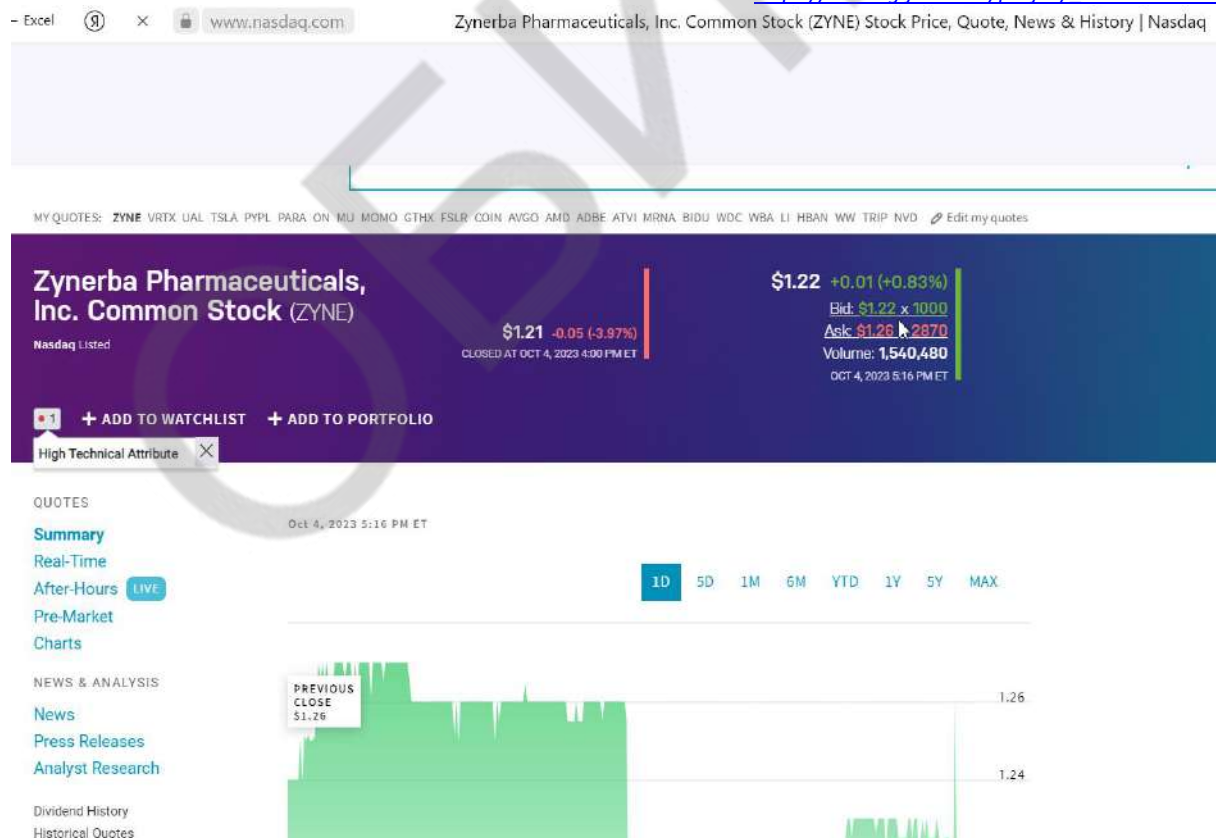 – Excel
www.nasdaq.com
Zynerba Pharmaceuticals, Inc. Common Stock (ZYNE) Stock Price, Quote, News & History | Nasdaq
MY QUOTES: ZYNE VRTX UAL TSLA PYPL PARA ON MU MOMO GTHX FSLR COIN AVGO AMD ADBE ATVI MRNA BIDU WDC WBA LI HBAN WW TRIP NVD Edit my quotes
Zynerba Pharmaceuticals,
Inc. Common Stock (ZYNE)
Nasdaq Listed
$1.21 -0.05 (-3.97%)
CLOSED AT OCT 4, 2023 4:00 PM ET
$1.22 +0.01 (+0.83%)
Bid: $1.22 x 1000
Ask: $1.26 2870
Volume: 1,540,480
OCT 4, 2023 5:16 PM ET
1
+ ADD TO WATCHLIST + ADD TO PORTFOLIO
High Technical Attribute
QUOTES
Summary
Real-Time
After-Hours LIVE
Pre-Market
Charts
NEWS & ANALYSIS
News
Press Releases
Analyst Research
Dividend History
Historical Quotes
Oct 4, 2023 5:16 PM ET
1D 5D 1M 6M YTD 1Y 5Y MAX
PREVIOUS
CLOSE
$1.26
1.26
1.24